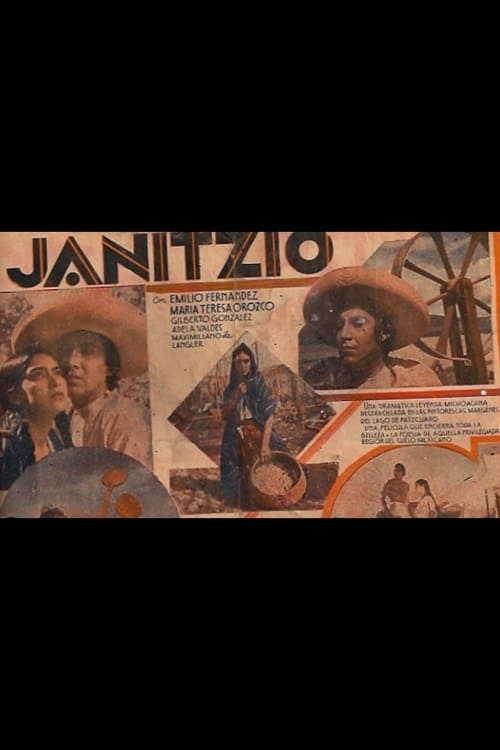 JANITZIO
Con EMILIO FERNANDEZ
MARIA TERESA OROZCO
GILBERTO GONZALEZ
ADELA VALDES
MAXIMILIANO de
LANGLER
UNA DRAMATICA LEYENDA MICHOACANA
DESARROLLADA EN LAS PINTORESCAS MARGENES
DEL LAGO DE PATZCUARO
UNA PELICULA QUE ENCIERRA TODA LA
BELLEZA Y LA POESIA DE AQUELLA PRIVILEGIADA
REGION DEL SUELO MEXICANO